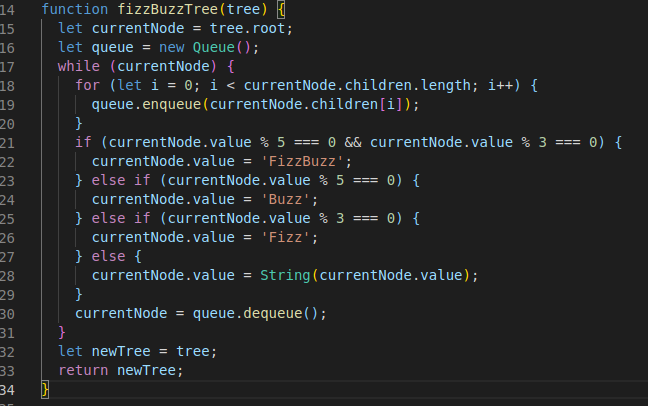 14 function fizzBuzzTree(tree) {
15   let currentNode = tree.root;
16   let queue = new Queue();
17   while (currentNode) {
18     for (let i = 0; i < currentNode.children.length; i++) {
19       queue.enqueue(currentNode.children[i]);
20     }
21     if (currentNode.value % 5 === 0 && currentNode.value % 3 === 0) {
22       currentNode.value = 'FizzBuzz';
23     } else if (currentNode.value % 5 === 0) {
24       currentNode.value = 'Buzz';
25     } else if (currentNode.value % 3 === 0) {
26       currentNode.value = 'Fizz';
27     } else {
28       currentNode.value = String(currentNode.value);
29     }
30     currentNode = queue.dequeue();
31   }
32   let newTree = tree;
33   return newTree;
34 }